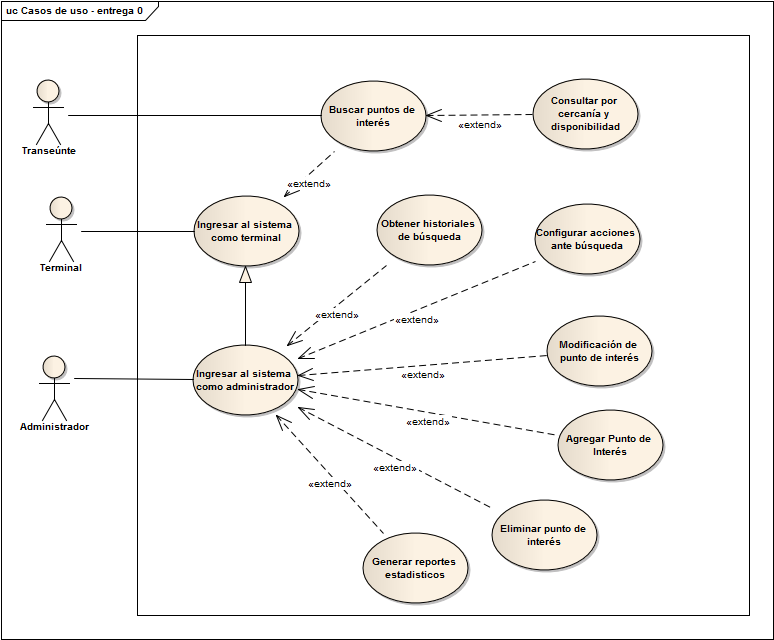 uc Casos de uso - entrega 0
Transeúnte
Buscar puntos de
interés
«extend»
Consultar por
cercanía y
disponibilidad
«extend»
Terminal
Ingresar al sistema
como terminal
Obtener historiales
de búsqueda
Configurar acciones
ante búsqueda
«extend»
«extend»
Administrador
Ingresar al sistema
como administrador
Modificación de
punto de interés
«extend»
Agregar Punto de
Interés
«extend»
«extend»
Eliminar punto de
interés
«extend»
Generar reportes
estadisticos